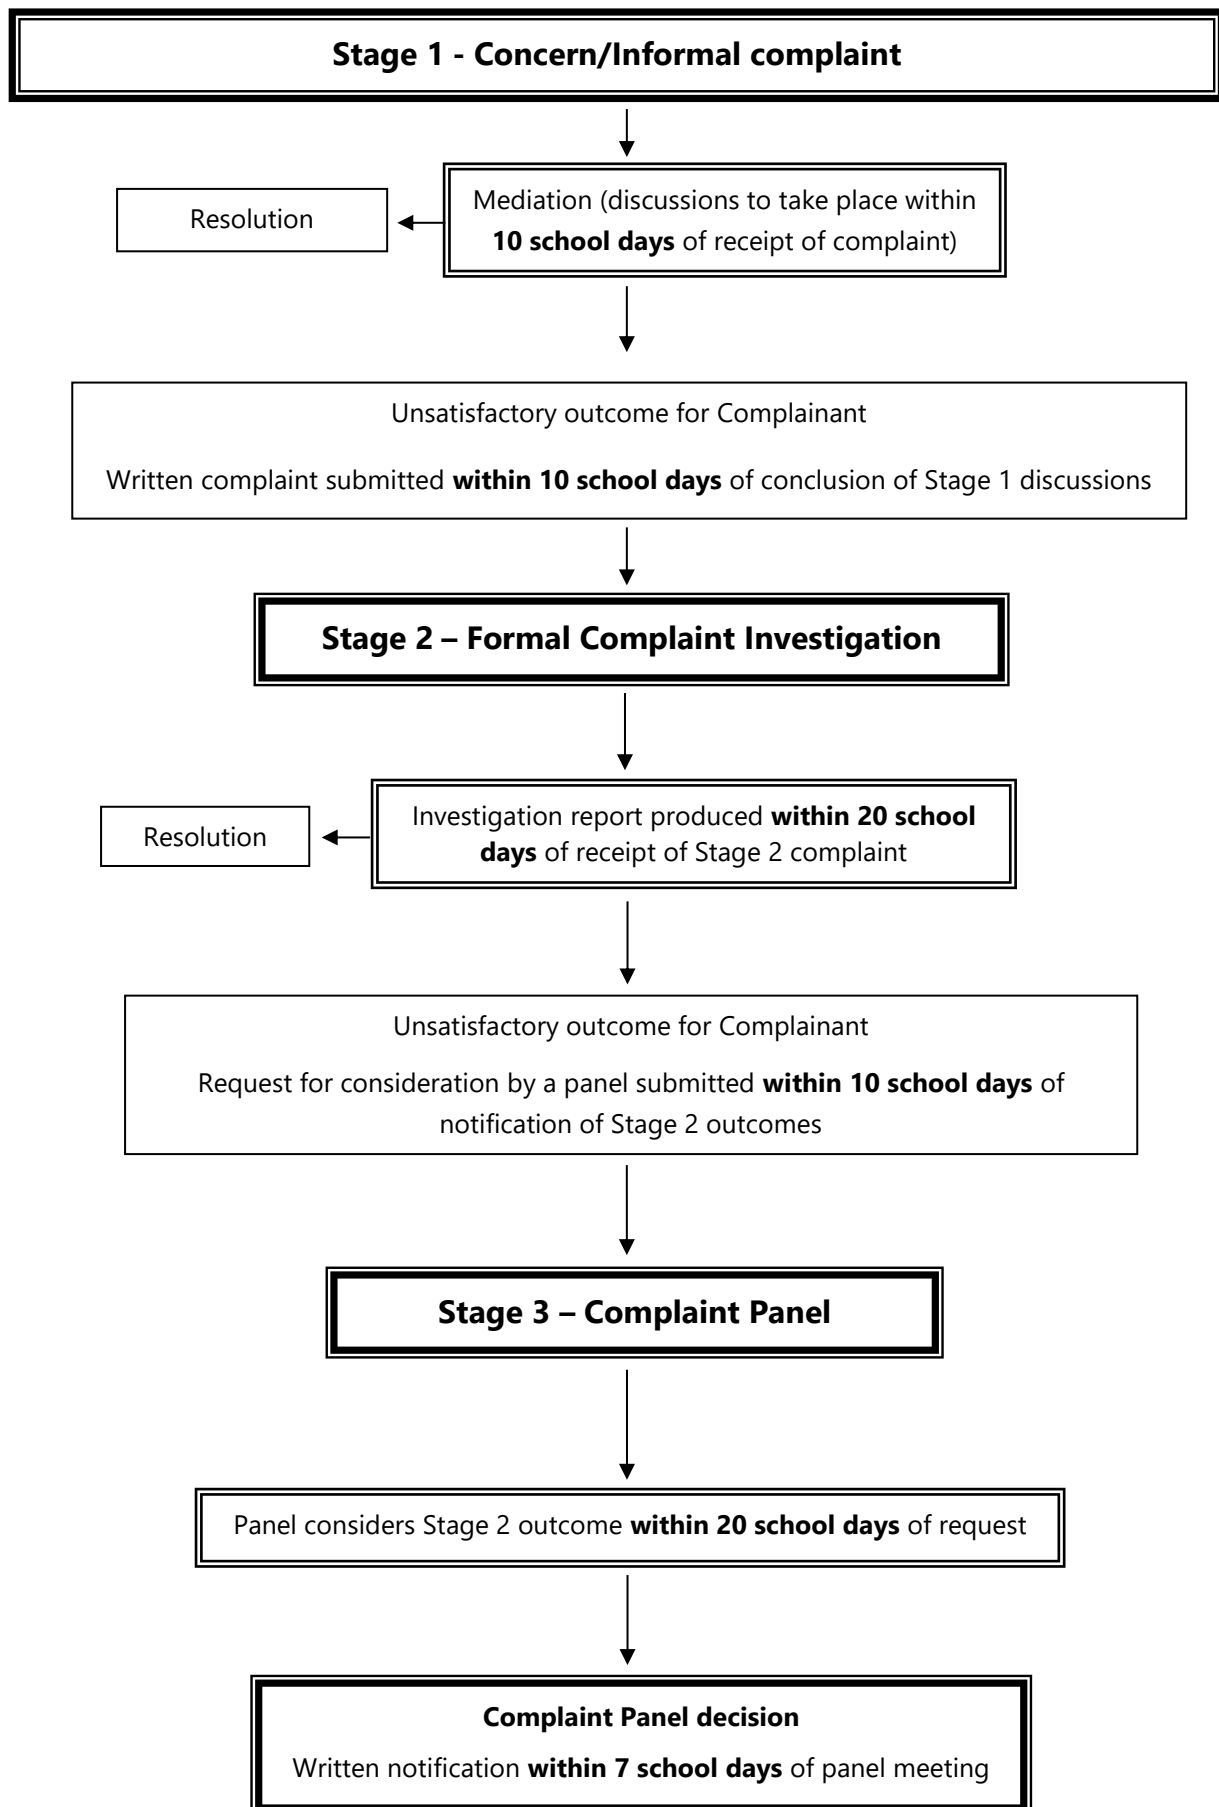 Stage 1 - Concern/Informal complaint
Mediation (discussions to take place within
10 school days of receipt of complaint)
Resolution
Unsatisfactory outcome for Complainant
Written complaint submitted within 10 school days of conclusion of Stage 1 discussions
Stage 2 – Formal Complaint Investigation
Investigation report produced within 20 school
days of receipt of Stage 2 complaint
Resolution
Unsatisfactory outcome for Complainant
Request for consideration by a panel submitted within 10 school days of
notification of Stage 2 outcomes
Stage 3 – Complaint Panel
Panel considers Stage 2 outcome within 20 school days of request
Complaint Panel decision
Written notification within 7 school days of panel meeting